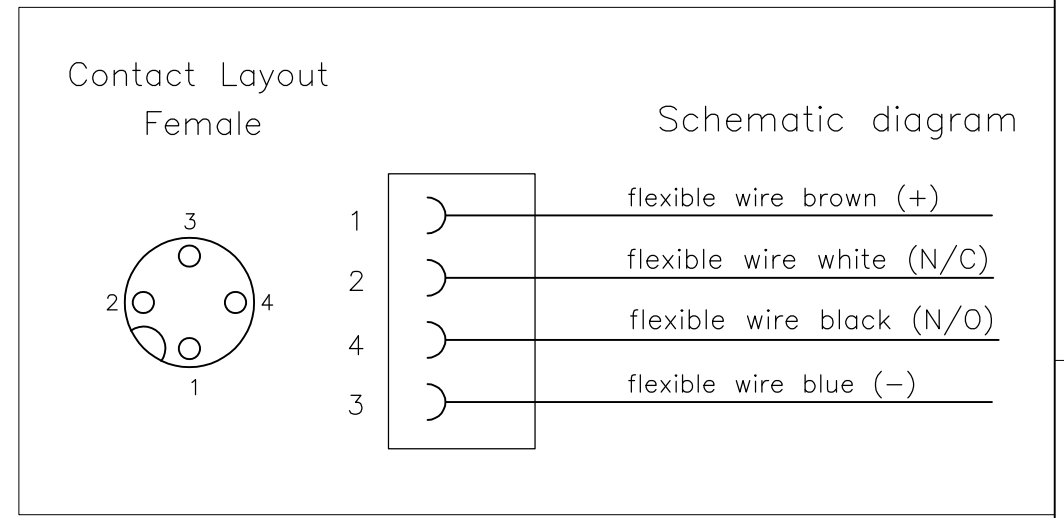 Contact Layout
Female
3
2
4
1
Schematic diagram
1 flexible wire brown (+)
2 flexible wire white (N/C)
4 flexible wire black (N/O)
3 flexible wire blue (–)